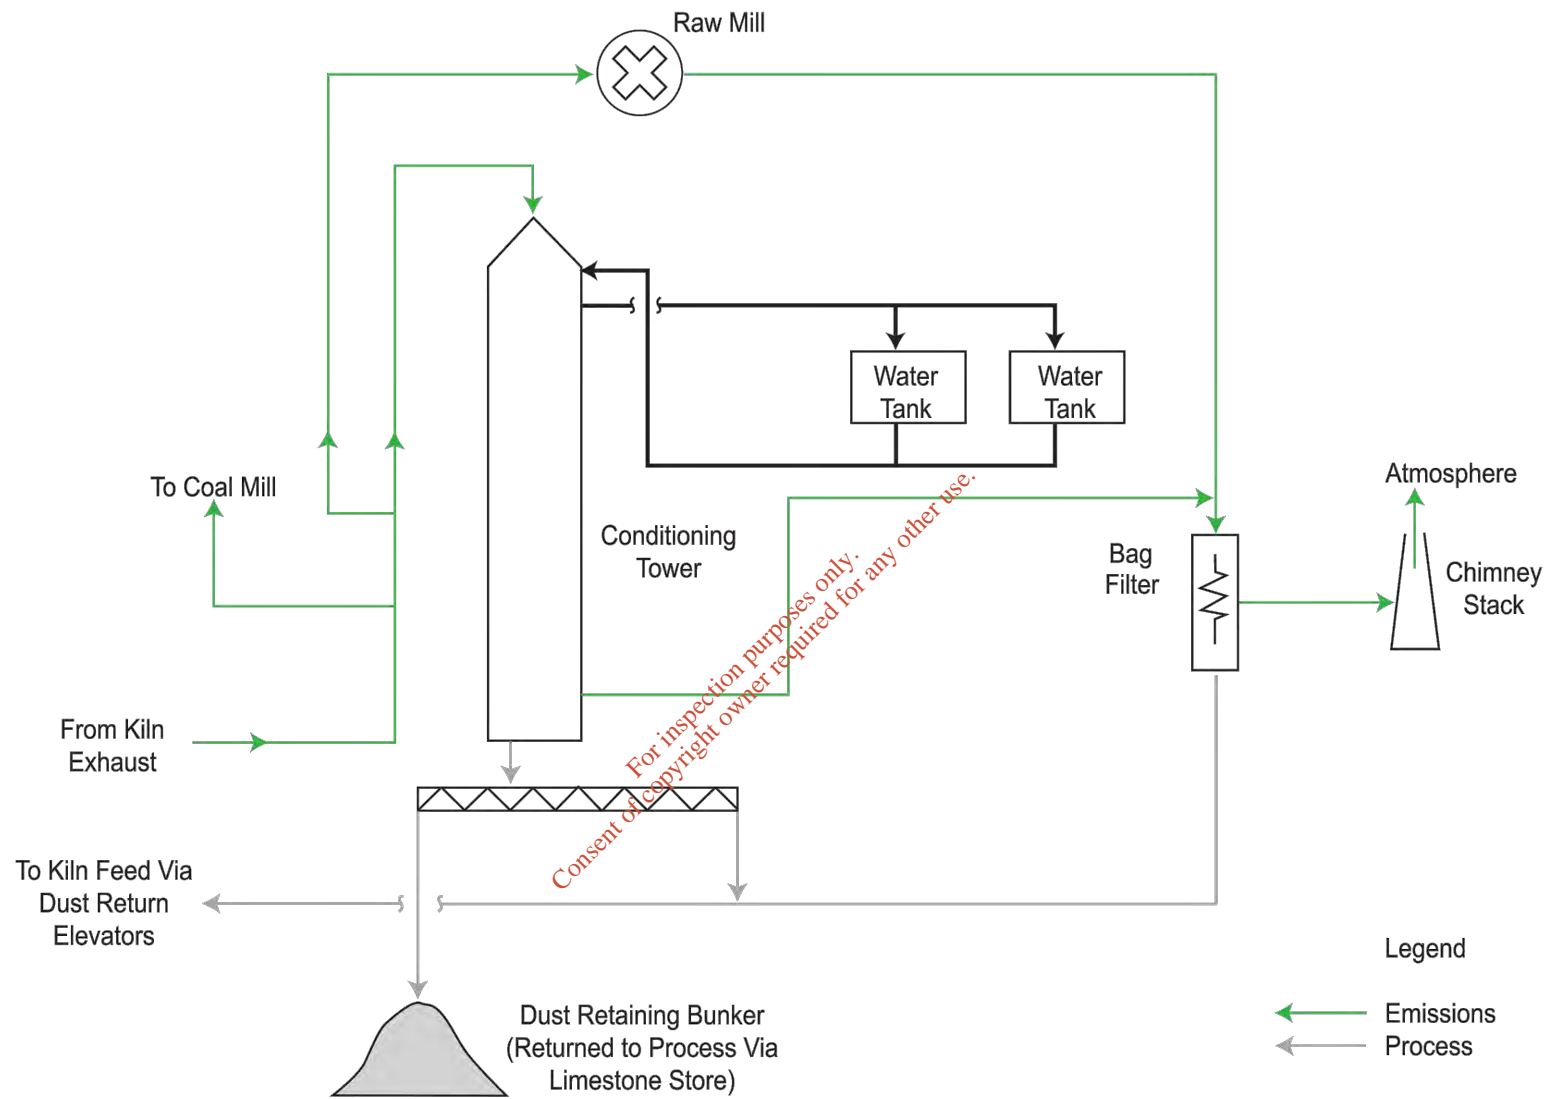 Raw Mill
Water
Tank
Water
Tank
To Coal Mill
Atmosphere
Conditioning
Tower
Bag
Filter
Chimney
Stack
From Kiln
Exhaust
For inspection purposes only.
Consent of copyright owner required for any other use.
To Kiln Feed Via
Dust Return
Elevators
Dust Retaining Bunker
(Returned to Process Via
Limestone Store)
Legend
Emissions
Process